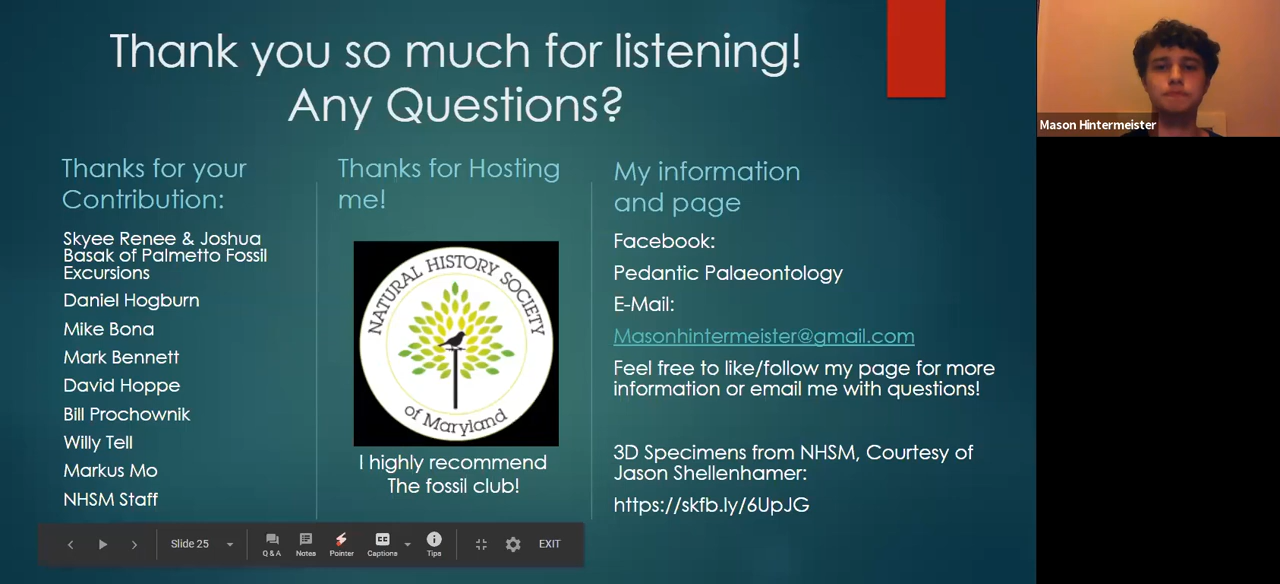 Thank you so much for listening!
Any Questions?
Thanks for your
Contribution:
Skyee Renee & Joshua
Basak of Palmetto Fossil
Excursions
Daniel Hogburn
Mike Bona
Mark Bennett
David Hoppe
Bill Prochownik
Willy Tell
Markus Mo
NHSM Staff
Thanks for Hosting
me!
NATURAL HISTORY SOCIETY
of Maryland
I highly recommend
The fossil club!
My information
and page
Facebook:
Pedantic Palaeontology
E-Mail:
Masonhintermeister@gmail.com
Feel free to like/follow my page for more
information or email me with questions!
3D Specimens from NHSM, Courtesy of
Jason Shellenhamer:
https://skfb.ly/6UpJG
Mason Hintermeister
Slide 25
Q & A
Notes
Pointer
CC
Captions
Tips
EXIT